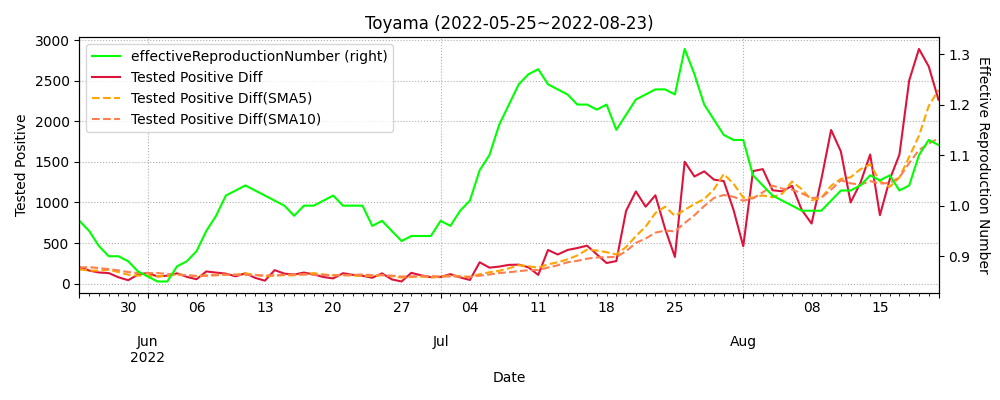 Toyama (2022-05-25~2022-08-23)
effectiveReproductionNumber (right)
Tested Positive Diff
Tested Positive Diff(SMA5)
Tested Positive Diff(SMA10)
Tested Positive
3000
2500
2000
1500
1000
500
0
1.3
1.2
1.1
1.0
0.9
Effective Reproduction Number
30 06 13 20 27 04 11 18 25 08 15
Jun Jul Aug
2022
Date